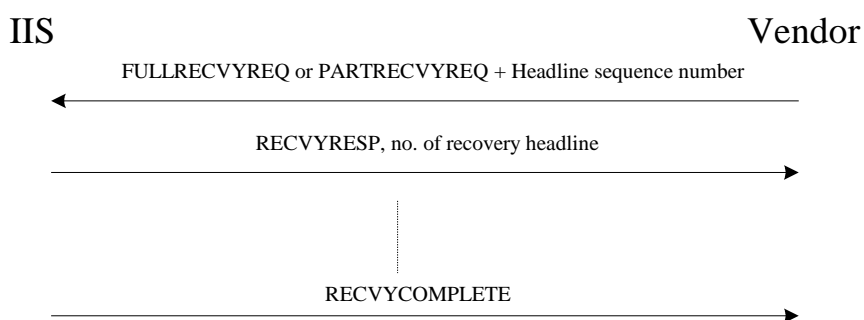 IIS
Vendor
FULLRECVYREQ or PARTRECVYREQ + Headline sequence number
RECVYRESP, no. of recovery headline
RECVYCOMPLETE